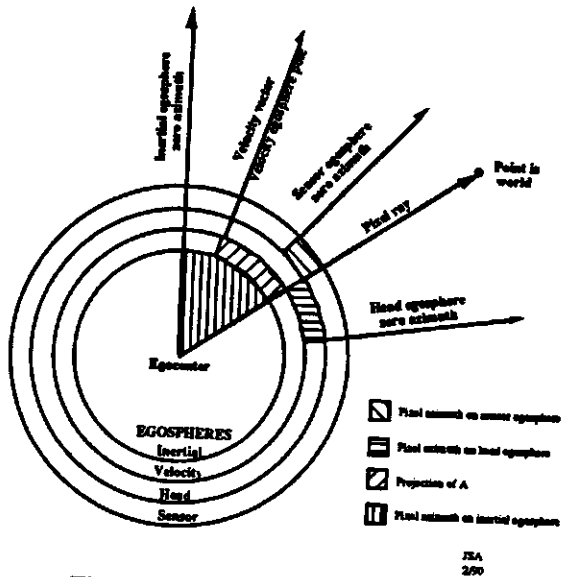 Inertial egosphere
zero azimuth
Velocity vector
Velocity egosphere pole
Sensor egosphere
zero azimuth
Pixel ray
Point in
world
Head egosphere
zero azimuth
Egocenter
EGOSPHERES
Inertial
Velocity
Head
Sensor
Pixel azimuth on sensor egosphere
Pixel azimuth on head egosphere
Projection of A
Pixel azimuth on inertial egosphere
JSA
2/90